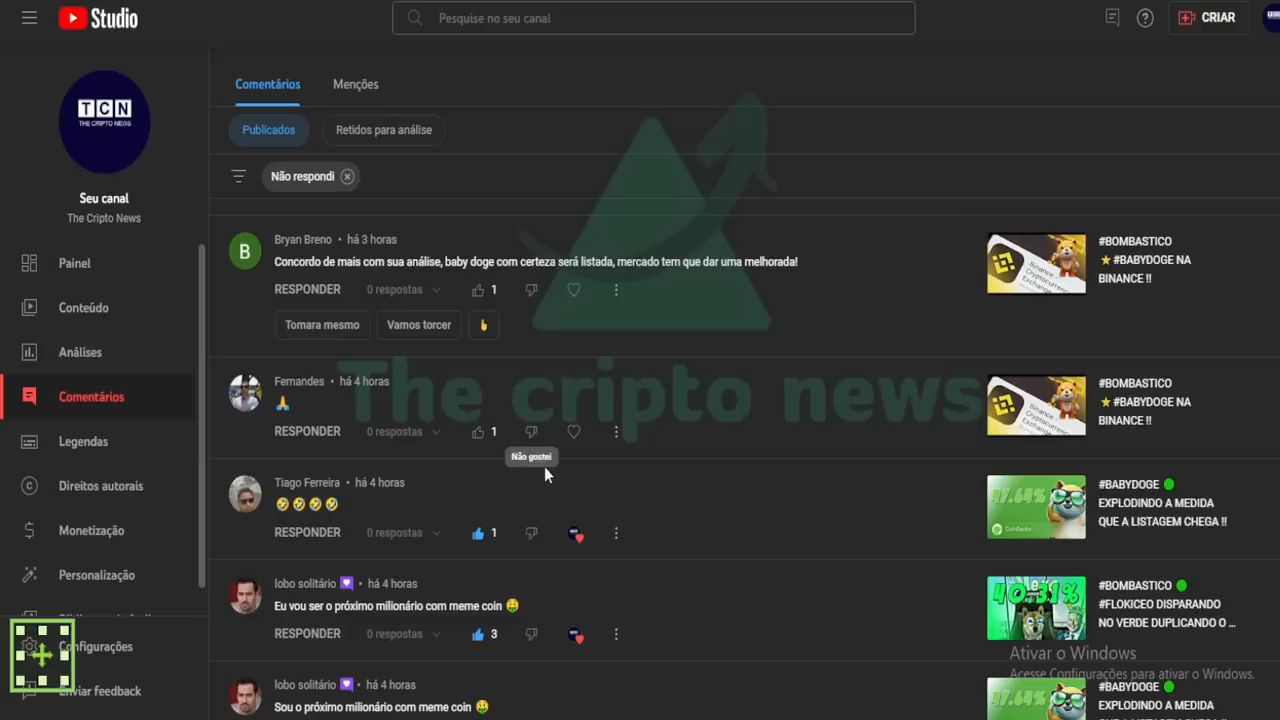 Studio
Pesquise no seu canal
CRIAR
TCN
THE CRIPTO NEWS
Seu canal
The Cripto News
Painel
Conteúdo
Análises
Comentários
Legendas
Direitos autorais
Monetização
Personalização
Configurações
Enviar feedback
Comentários
Menções
Publicados
Retidos para análise
Não respondi
The cripto news
B
Bryan Breno • há 3 horas
Concordo de mais com sua análise, baby doge com certeza será listada, mercado tem que dar uma melhorada!
RESPONDER 0 respostas 1
Tomara mesmo
Vamos torcer
👆
#BOMBASTICO
⭐#BABYDOGE NA
BINANCE !!
Fernandes • há 4 horas
🙏
RESPONDER 0 respostas 1
Não gostei
#BOMBASTICO
⭐#BABYDOGE NA
BINANCE !!
Tiago Ferreira • há 4 horas
🤣🤣🤣🤣
RESPONDER 0 respostas 1
17.64%
CoinGecko
#BABYDOGE 🟢
EXPLODINDO A MEDIDA
QUE A LISTAGEM CHEGA !!
lobo solitário • há 4 horas
Eu vou ser o próximo milionário com meme coin 🤑
RESPONDER 0 respostas 3
40.31%
#BOMBASTICO 🟢
#FLOKICEO DISPARANDO
NO VERDE DUPLICANDO O ...
lobo solitário • há 4 horas
Sou o próximo milionário com meme coin 🤑
17.64%
#BABYDOGE 🟢
EXPLODINDO A MEDIDA
Ativar o Windows
Acesse Configurações para ativar o Windows.